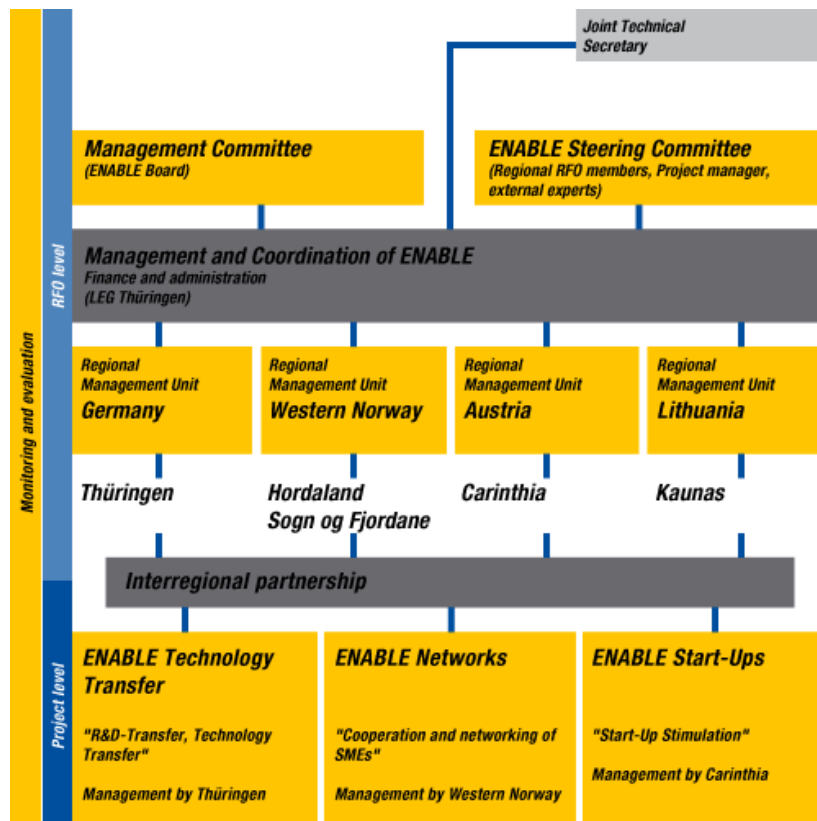 Joint Technical
Secretary
Management Committee
(ENABLE Board)
ENABLE Steering Committee
(Regional RFO members, Project manager,
external experts)
Management and Coordination of ENABLE
Finance and administration
(LEG Thüringen)
Regional
Management Unit
Germany
Regional
Management Unit
Western Norway
Regional
Management Unit
Austria
Regional
Management Unit
Lithuania
Thüringen
Hordaland
Sogn og Fjordane
Carinthia
Kaunas
Interregional partnership
ENABLE Technology
Transfer
"R&D-Transfer, Technology
Transfer"
Management by Thüringen
ENABLE Networks
"Cooperation and networking of
SMEs"
Management by Western Norway
ENABLE Start-Ups
"Start-Up Stimulation"
Management by Carinthia
Monitoring and evaluation
RFO level
Project level